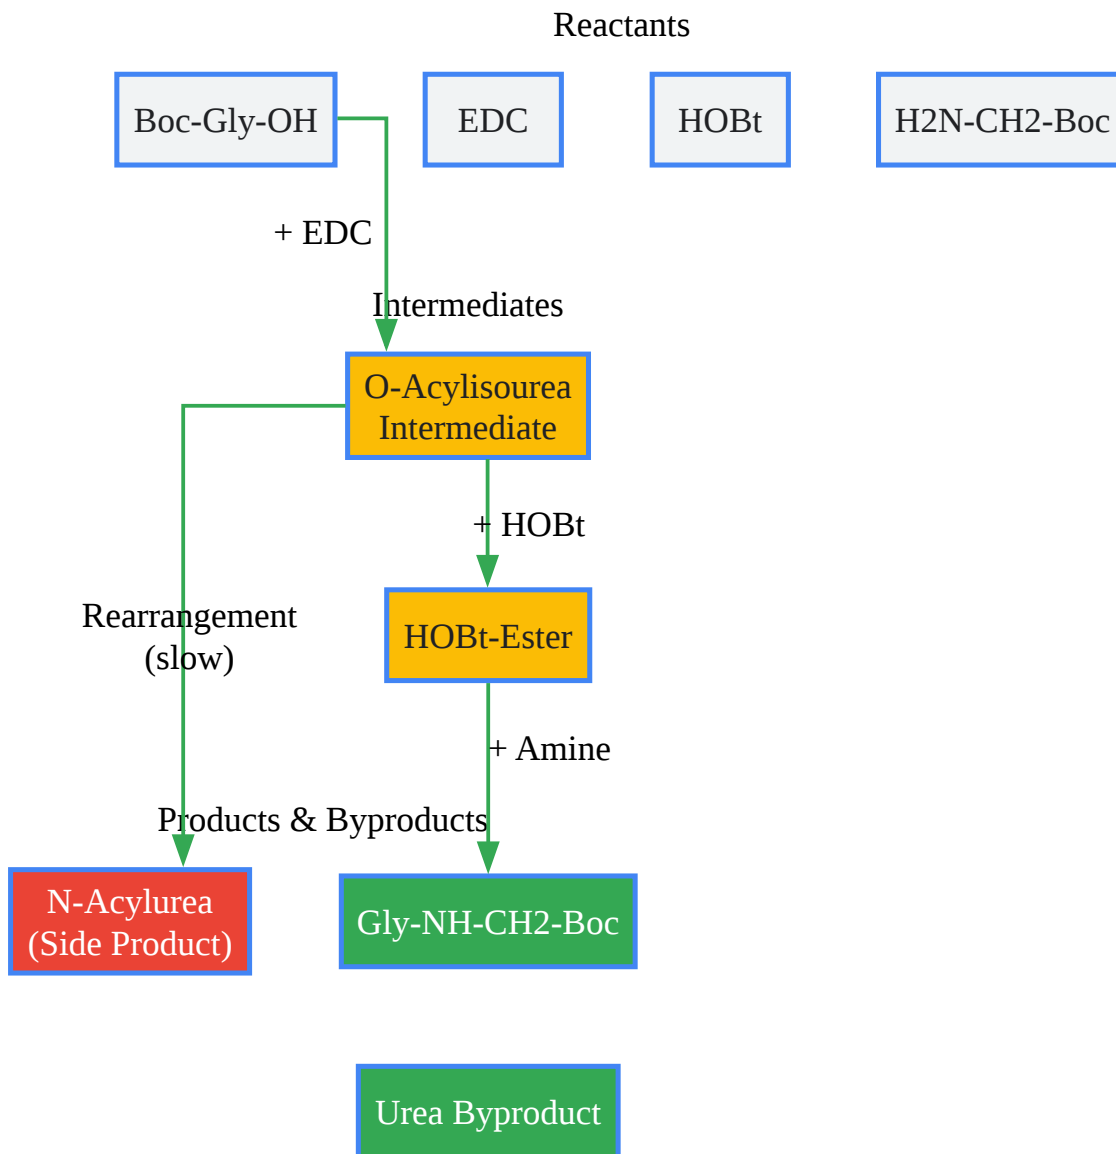 Reactants
Boc-Gly-OH
EDC
HOBt
H2N-CH2-Boc
+ EDC
Intermediates
O-Acylisourea
Intermediate
+ HOBt
Rearrangement
(slow)
HOBt-Ester
+ Amine
Products & Byproducts
N-Acylurea
(Side Product)
Gly-NH-CH2-Boc
Urea Byproduct